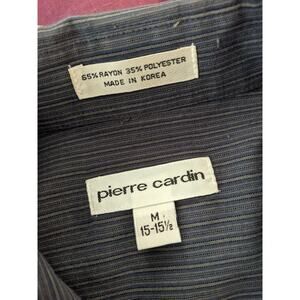 65% RAYON 35% POLYESTER
MADE IN KOREA
pierre cardin
M
15-15½